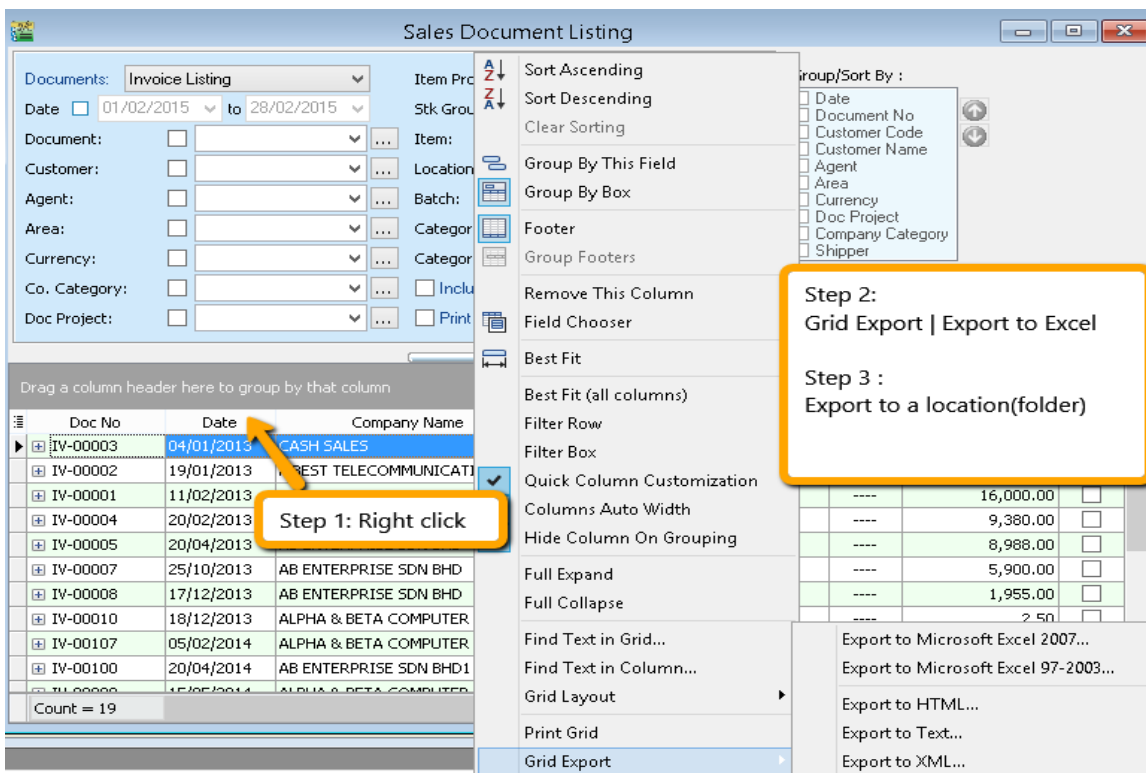 Sales Document Listing
Documents: Invoice Listing
Date 01/02/2015 to 28/02/2015
Document: ...
Customer: ...
Agent: ...
Area: ...
Currency: ...
Co. Category: ...
Doc Project: ...
Item:
Location
Batch:
Group/Sort By :
Date
Document No
Customer Code
Customer Name
Agent
Area
Currency
Doc Project
Company Category
Shipper
Sort Ascending
Sort Descending
Clear Sorting
Group By This Field
Group By Box
Footer
Group Footers
Remove This Column
Field Chooser
Best Fit
Best Fit (all columns)
Filter Row
Filter Box
Quick Column Customization
Columns Auto Width
Hide Column On Grouping
Full Expand
Full Collapse
Find Text in Grid...
Find Text in Column...
Grid Layout
Print Grid
Grid Export
Export to Microsoft Excel 2007...
Export to Microsoft Excel 97-2003...
Export to HTML...
Export to Text...
Export to XML...
Step 2:
Grid Export | Export to Excel
Step 3 :
Export to a location(folder)
Step 1: Right click
Drag a column header here to group by that column
Doc No Date Company Name
IV-00003 04/01/2013 CASH SALES
IV-00002 19/01/2013 BEST TELECOMMUNICATI
IV-00001 11/02/2013 ---- 16,000.00
IV-00004 20/02/2013 ---- 9,380.00
IV-00005 20/04/2013 ---- 8,988.00
IV-00007 25/10/2013 AB ENTERPRISE SDN BHD ---- 5,900.00
IV-00008 17/12/2013 AB ENTERPRISE SDN BHD ---- 1,955.00
IV-00010 18/12/2013 ALPHA & BETA COMPUTER ---- 2.50
IV-00107 05/02/2014 ALPHA & BETA COMPUTER
IV-00100 20/04/2014 AB ENTERPRISE SDN BHD1
Count = 19